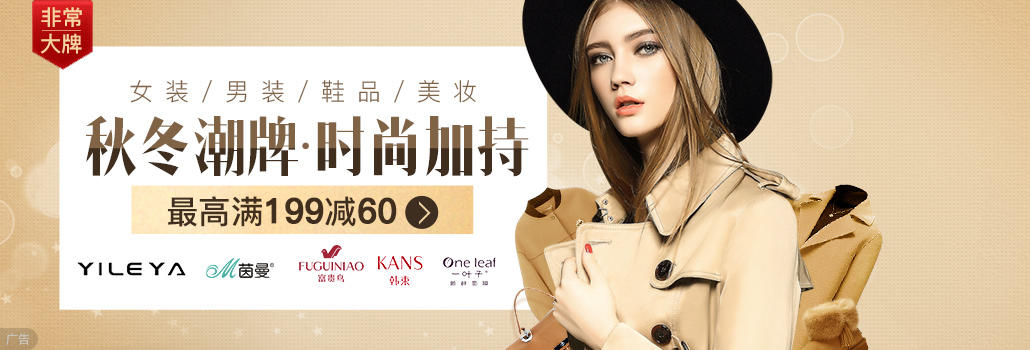 非常
大牌
女装/男装/鞋品/美妆
秋冬潮牌·时尚加持
最高满199减60
YILEYA
茵曼®
FUGUINIAO
富贵鸟
KANS
韩束
One leaf
一叶子®
广告